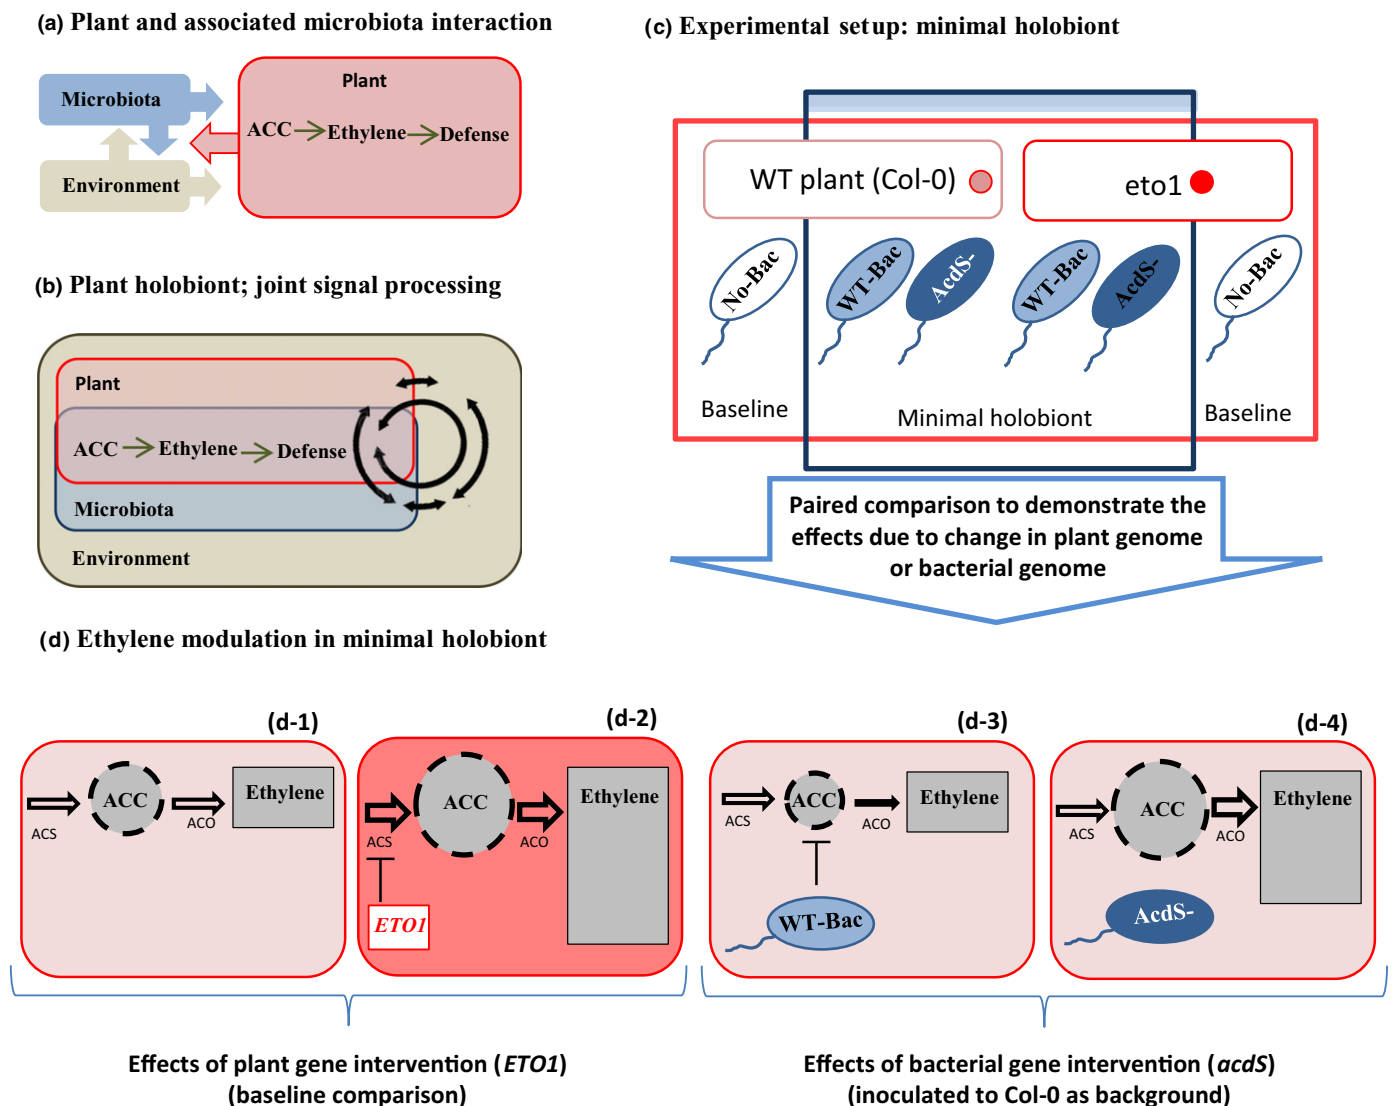 (a) Plant and associated microbiota interaction
Microbiota
Environment
Plant
ACC
Ethylene
Defense
(b) Plant holobiont; joint signal processing
Plant
ACC
Ethylene
Defense
Microbiota
Environment
(c) Experimental setup: minimal holobiont
WT plant (Col-0)
eto1
No-Bac
WT-Bac
AcdS-
WT-Bac
AcdS-
No-Bac
Baseline
Minimal holobiont
Baseline
Paired comparison to demonstrate the
effects due to change in plant genome
or bacterial genome
(d) Ethylene modulation in minimal holobiont
(d-1)
ACS
ACC
ACO
Ethylene
(d-2)
ACS
ACC
ACO
Ethylene
ETO1
(d-3)
ACS
ACC
ACO
Ethylene
WT-Bac
(d-4)
ACS
ACC
ACO
Ethylene
AcdS-
Effects of plant gene intervention (ETO1)
(baseline comparison)
Effects of bacterial gene intervention (acdS)
(inoculated to Col-0 as background)